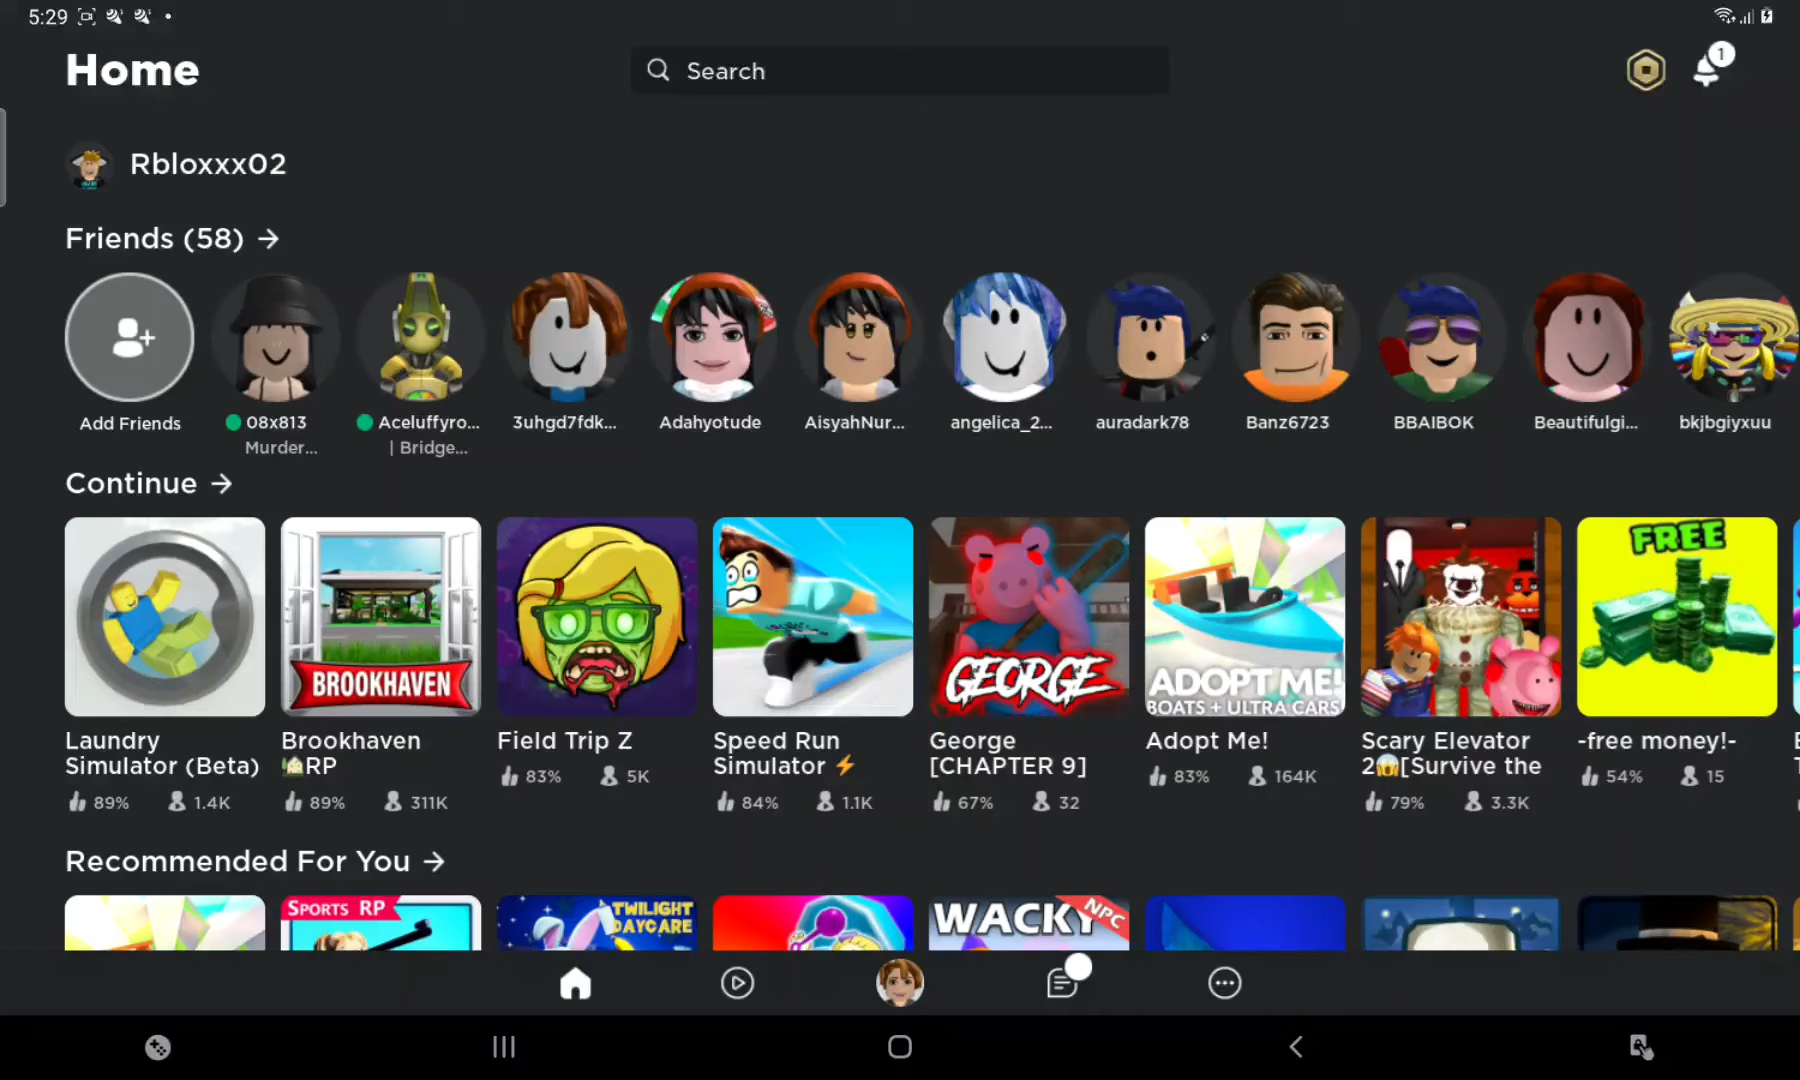 5:29
Home
Search
1
Rbloxxx02
Friends (58) →
Add Friends
08x813
Murder...
Aceluffyro...
| Bridge...
3uhgd7fdk...
Adahyotude
AisyahNur...
angelica_2...
auradark78
Banz6723
BBAIBOK
Beautifulgi...
bkjbgiyxuu
Continue →
BROOKHAVEN
GEORGE
ADOPT ME!
BOATS + ULTRA CARS
FREE
Laundry
Simulator (Beta)
89% 1.4K
Brookhaven
🏡RP
89% 311K
Field Trip Z
83% 5K
Speed Run
Simulator ⚡
84% 1.1K
George
[CHAPTER 9]
67% 32
Adopt Me!
83% 164K
Scary Elevator
2😱[Survive the
79% 3.3K
-free money!-
54% 15
Recommended For You →
SPORTS RP
TWILIGHT
DAYCARE
WACKY
NPC